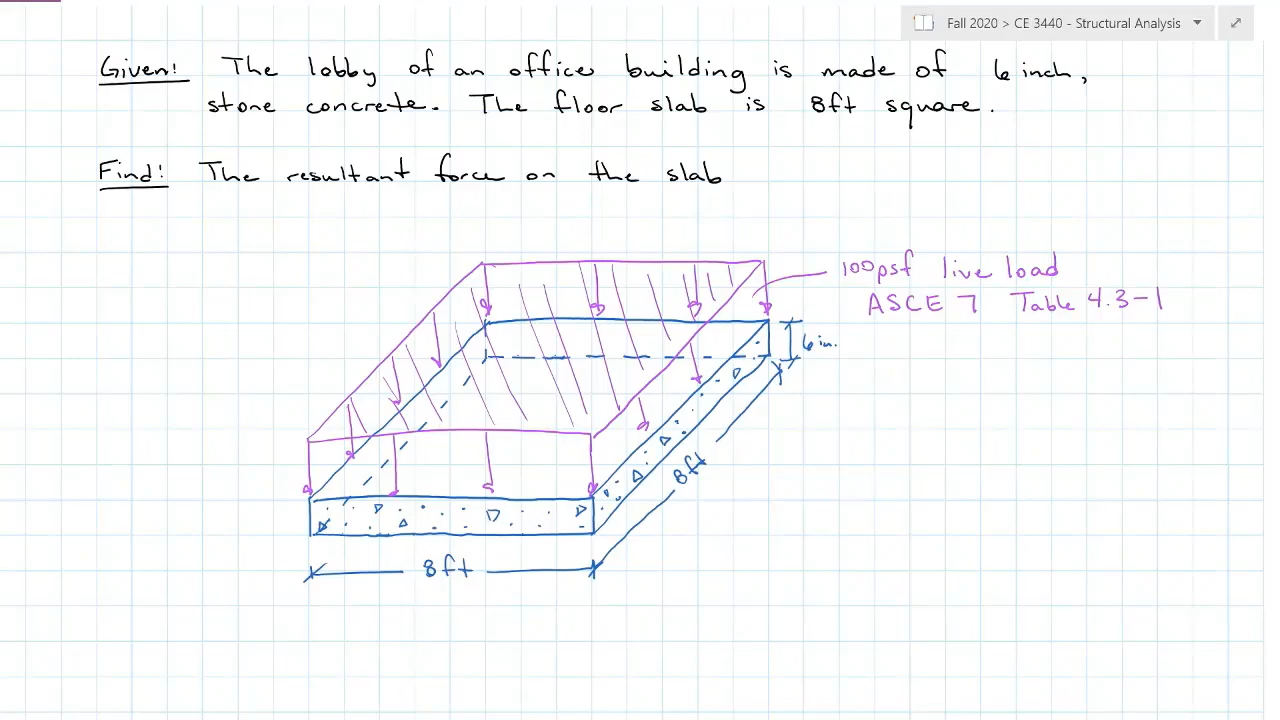 Fall 2020 > CE 3440 - Structural Analysis
Given: The lobby of an office building is made of 6 inch,
stone concrete. The floor slab is 8ft square.
Find: The resultant force on the slab
100psf live load
ASCE 7 Table 4.3-1
6 in.
8ft
8ft